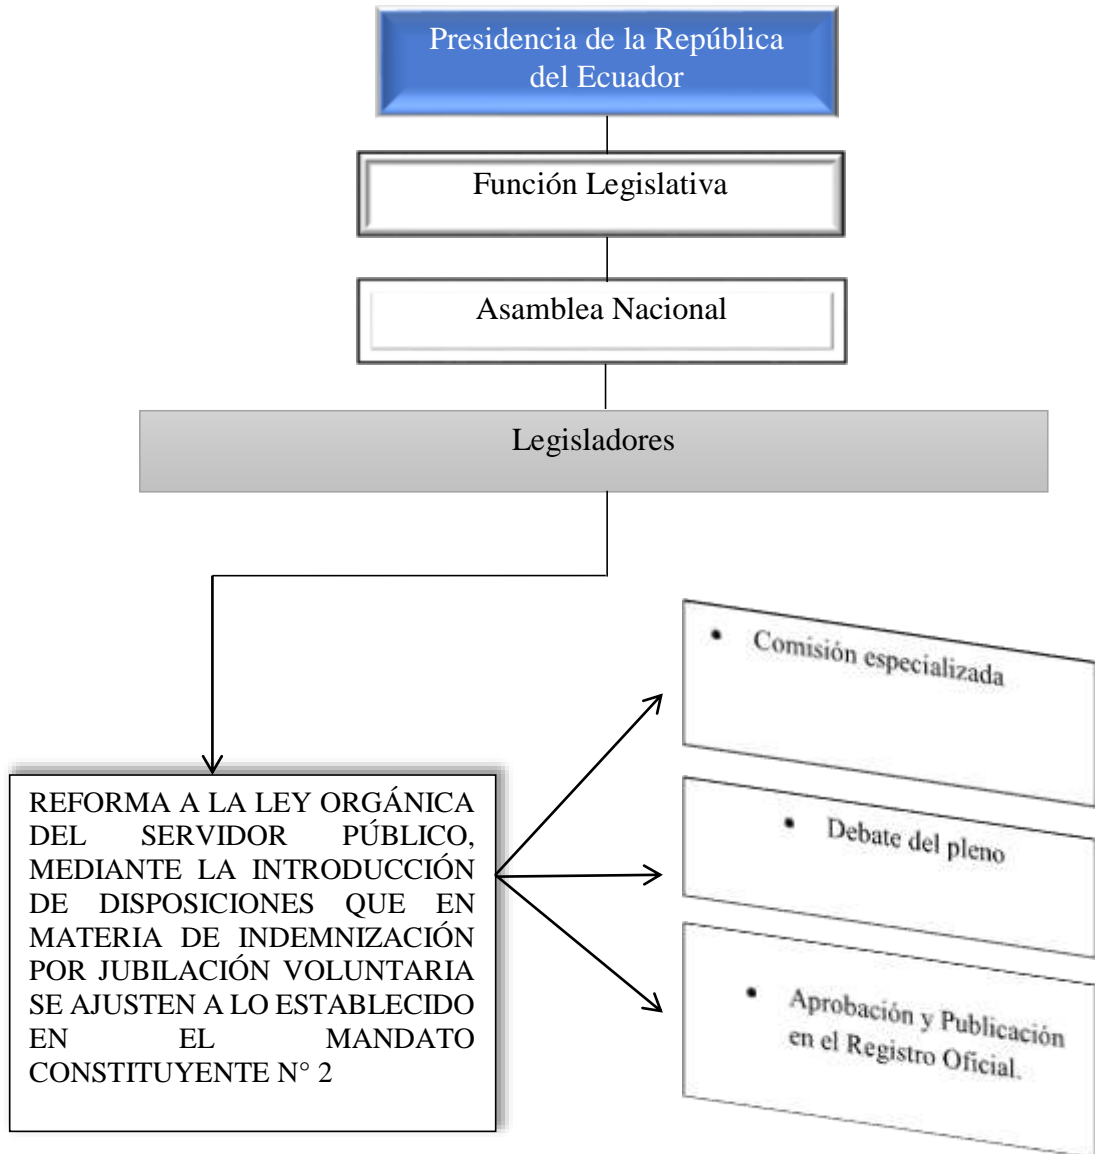 Presidencia de la República
del Ecuador
Función Legislativa
Asamblea Nacional
Legisladores
• Comisión especializada
• Debate del pleno
• Aprobación y Publicación
en el Registro Oficial.
REFORMA A LA LEY ORGÁNICA
DEL SERVIDOR PÚBLICO,
MEDIANTE LA INTRODUCCIÓN
DE DISPOSICIONES QUE EN
MATERIA DE INDEMNIZACIÓN
POR JUBILACIÓN VOLUNTARIA
SE AJUSTEN A LO ESTABLECIDO
EN EL MANDATO
CONSTITUYENTE N° 2